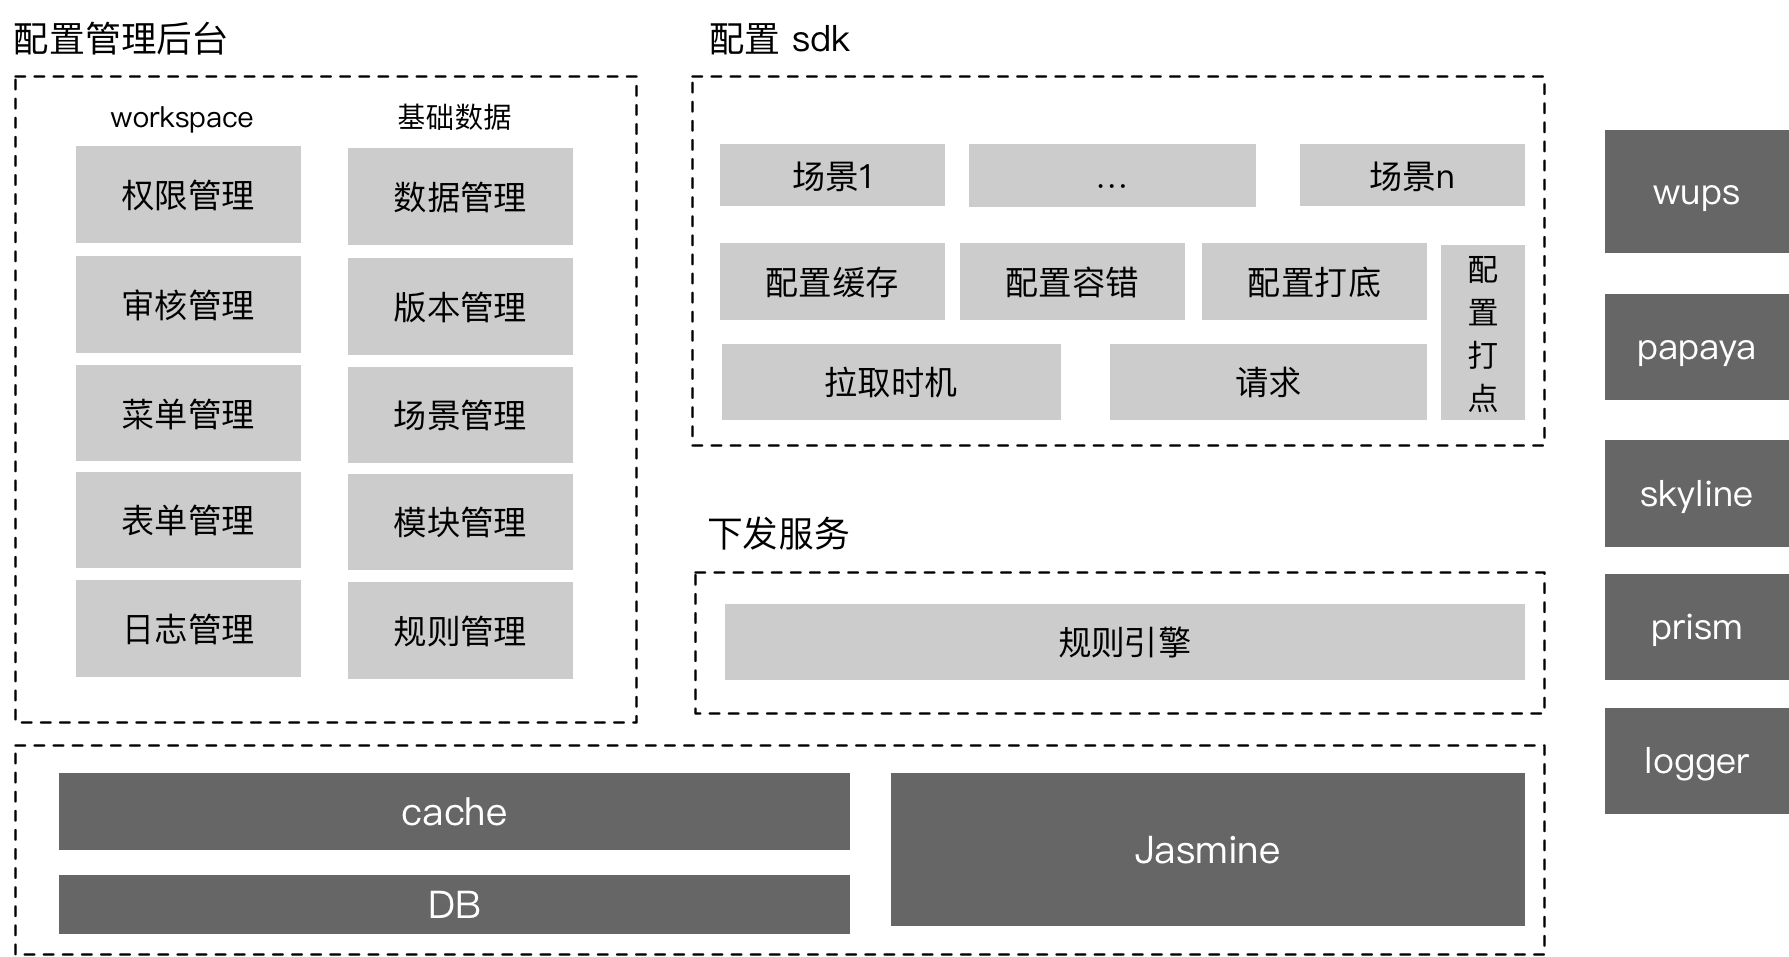 配置管理后台
workspace
权限管理
审核管理
菜单管理
表单管理
日志管理
基础数据
数据管理
版本管理
场景管理
模块管理
规则管理
配置 sdk
场景1
...
场景n
配置缓存
配置容错
配置打底
配
置
打
点
拉取时机
请求
下发服务
规则引擎
cache
DB
Jasmine
wups
papaya
skyline
prism
logger